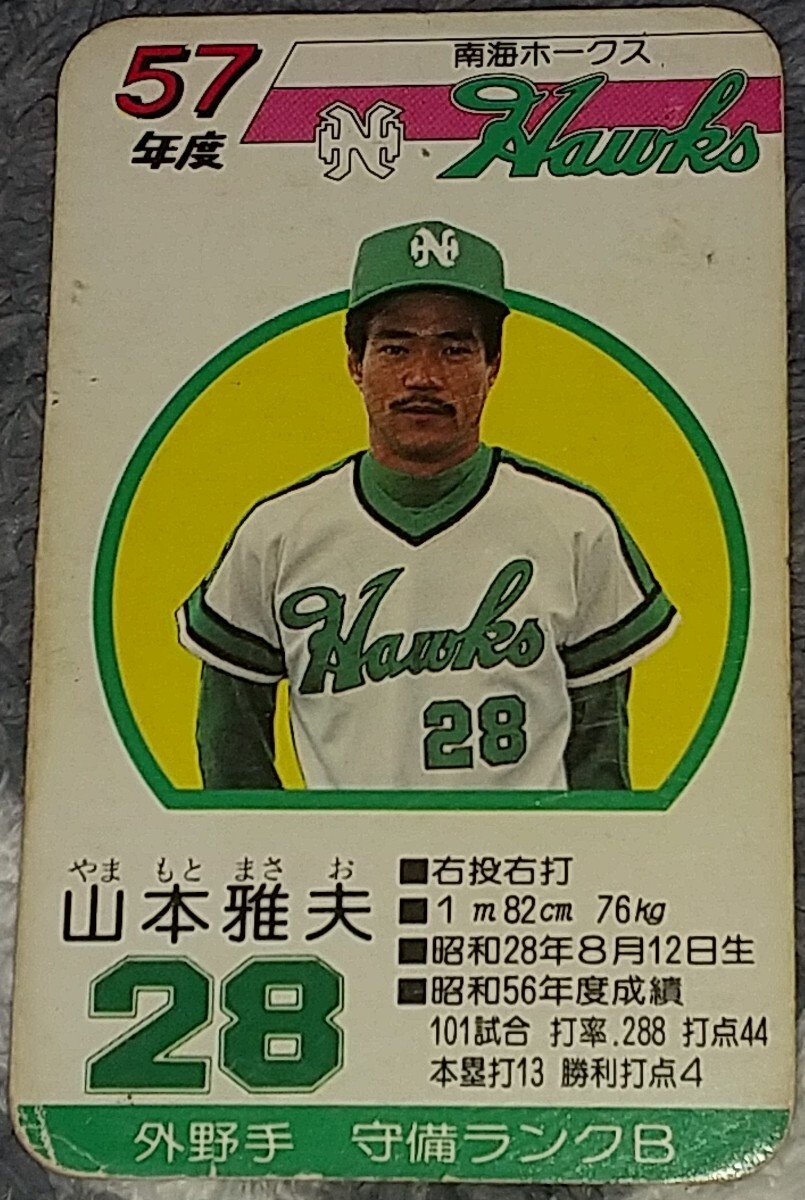 57
年度
南海ホークス
NH
Hawks
NH
Hawks
28
やま もと まさ お
山本雅夫
28
■右投右打
■1m82cm 76kg
■昭和28年8月12日生
■昭和56年度成績
101試合 打率.288 打点44
本塁打13 勝利打点4
外野手 守備ランクB